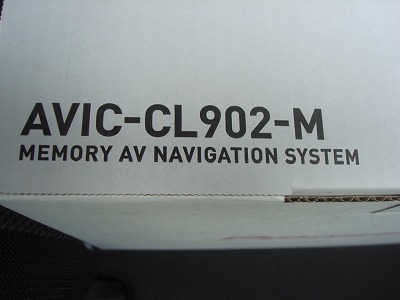 AVIC-CL902-M
MEMORY AV NAVIGATION SYSTEM